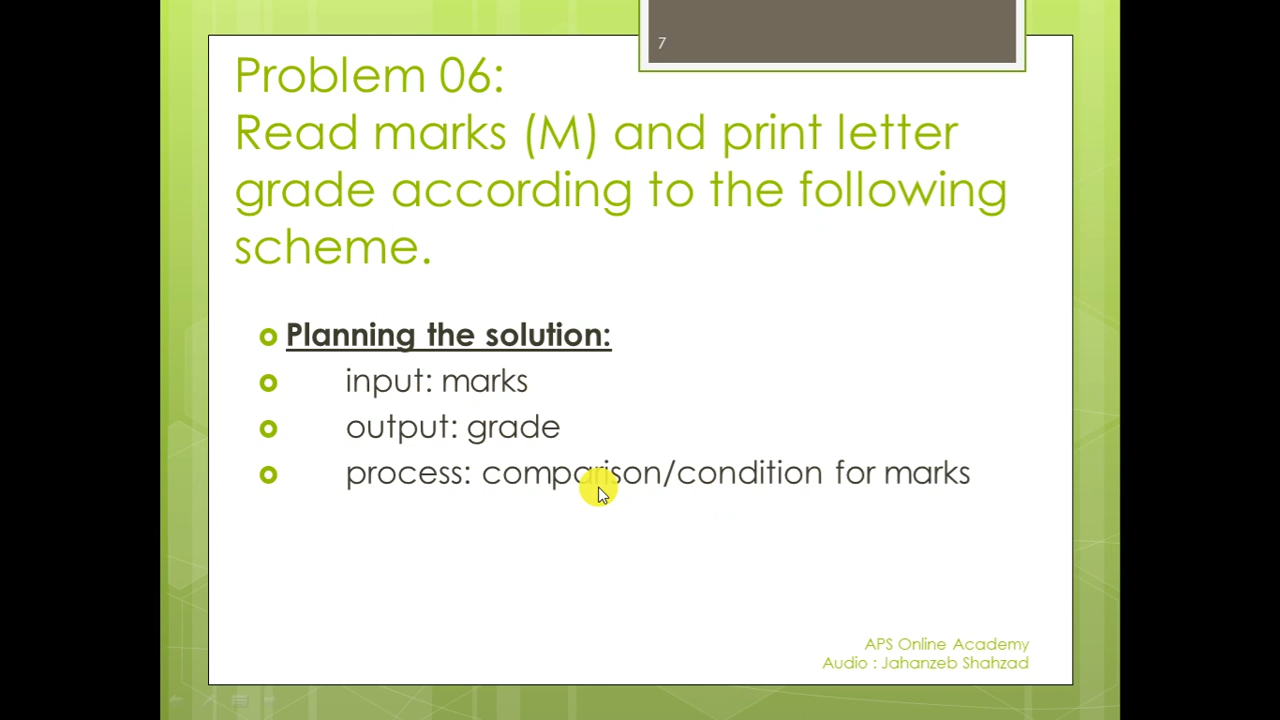 7
Problem 06:
Read marks (M) and print letter
grade according to the following
scheme.
Planning the solution:
input: marks
output: grade
process: comparison/condition for marks
APS Online Academy
Audio : Jahanzeb Shahzad